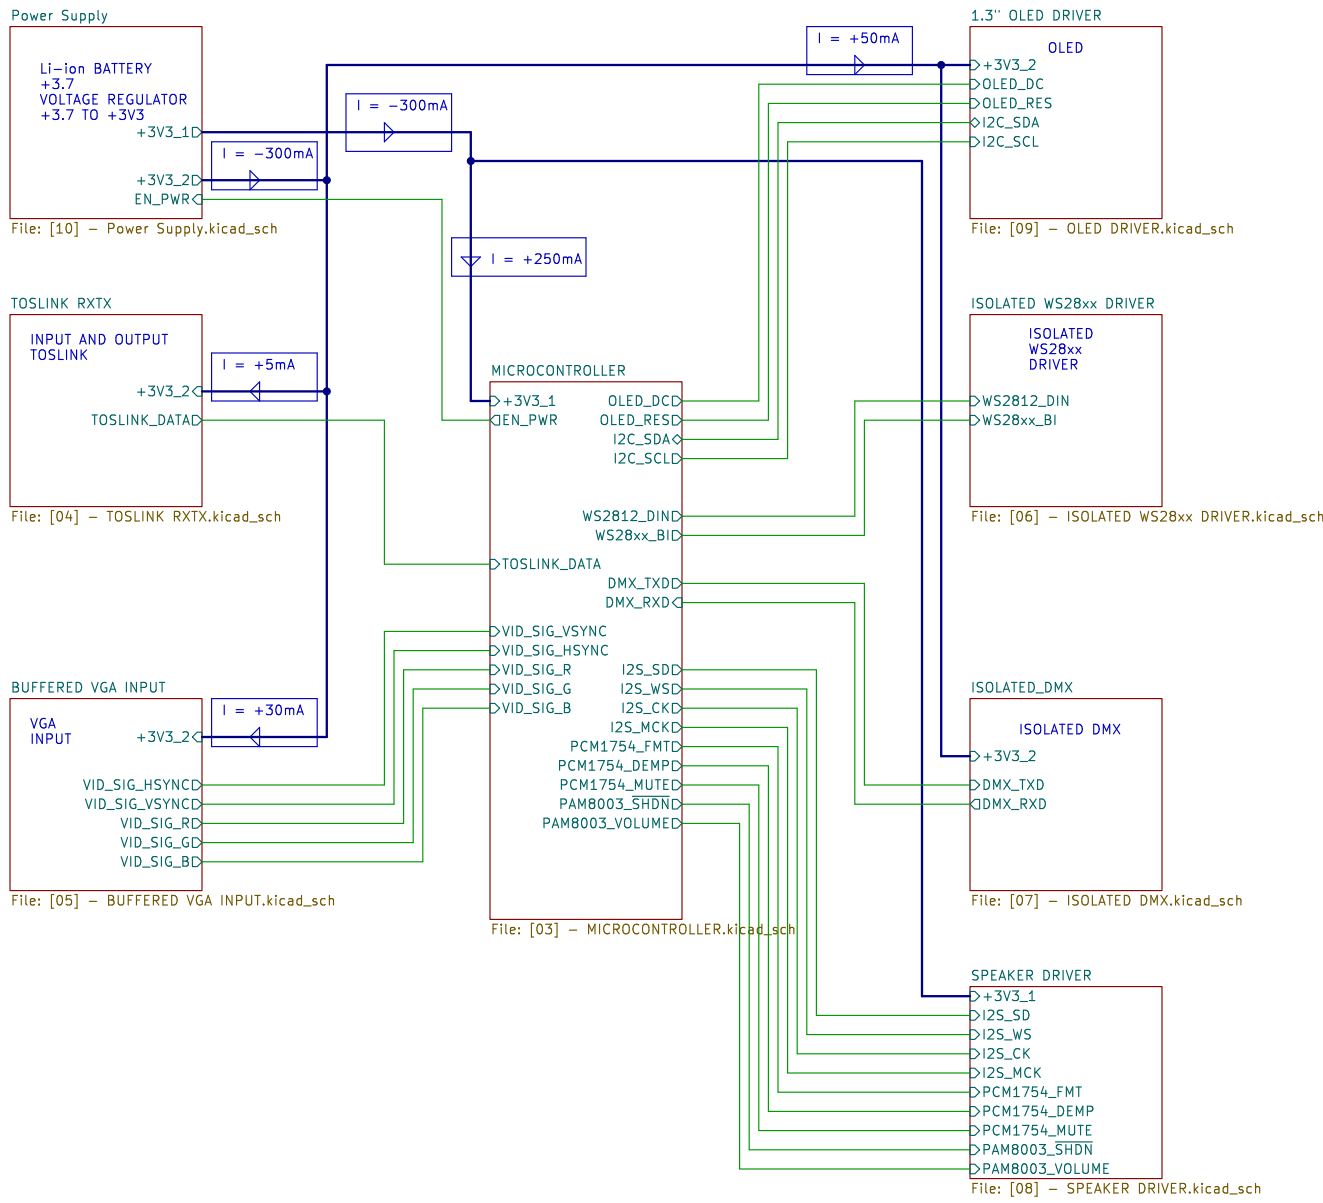 Power Supply
Li-ion BATTERY
+3.7
VOLTAGE REGULATOR
+3.7 TO +3V3
+3V3_1
+3V3_2
EN_PWR
File: [10] - Power Supply.kicad_sch
I = -300mA
I = -300mA
I = +250mA
I = +50mA
1.3" OLED DRIVER
OLED
+3V3_2
OLED_DC
OLED_RES
I2C_SDA
I2C_SCL
File: [09] - OLED DRIVER.kicad_sch
TOSLINK RXTX
INPUT AND OUTPUT
TOSLINK
+3V3_2
TOSLINK_DATA
File: [04] - TOSLINK RXTX.kicad_sch
I = +5mA
MICROCONTROLLER
+3V3_1
EN_PWR
TOSLINK_DATA
VID_SIG_VSYNC
VID_SIG_HSYNC
VID_SIG_R
VID_SIG_G
VID_SIG_B
OLED_DC
OLED_RES
I2C_SDA
I2C_SCL
WS2812_DIN
WS28xx_BI
DMX_TXD
DMX_RXD
I2S_SD
I2S_WS
I2S_CK
I2S_MCK
PCM1754_FMT
PCM1754_DEMP
PCM1754_MUTE
PAM8003_SHDN
PAM8003_VOLUME
File: [03] - MICROCONTROLLER.kicad_sch
ISOLATED WS28xx DRIVER
ISOLATED
WS28xx
DRIVER
WS2812_DIN
WS28xx_BI
File: [06] - ISOLATED WS28xx DRIVER.kicad_sch
BUFFERED VGA INPUT
VGA
INPUT
+3V3_2
VID_SIG_HSYNC
VID_SIG_VSYNC
VID_SIG_R
VID_SIG_G
VID_SIG_B
File: [05] - BUFFERED VGA INPUT.kicad_sch
I = +30mA
ISOLATED_DMX
ISOLATED DMX
+3V3_2
DMX_TXD
DMX_RXD
File: [07] - ISOLATED DMX.kicad_sch
SPEAKER DRIVER
+3V3_1
I2S_SD
I2S_WS
I2S_CK
I2S_MCK
PCM1754_FMT
PCM1754_DEMP
PCM1754_MUTE
PAM8003_SHDN
PAM8003_VOLUME
File: [08] - SPEAKER DRIVER.kicad_sch